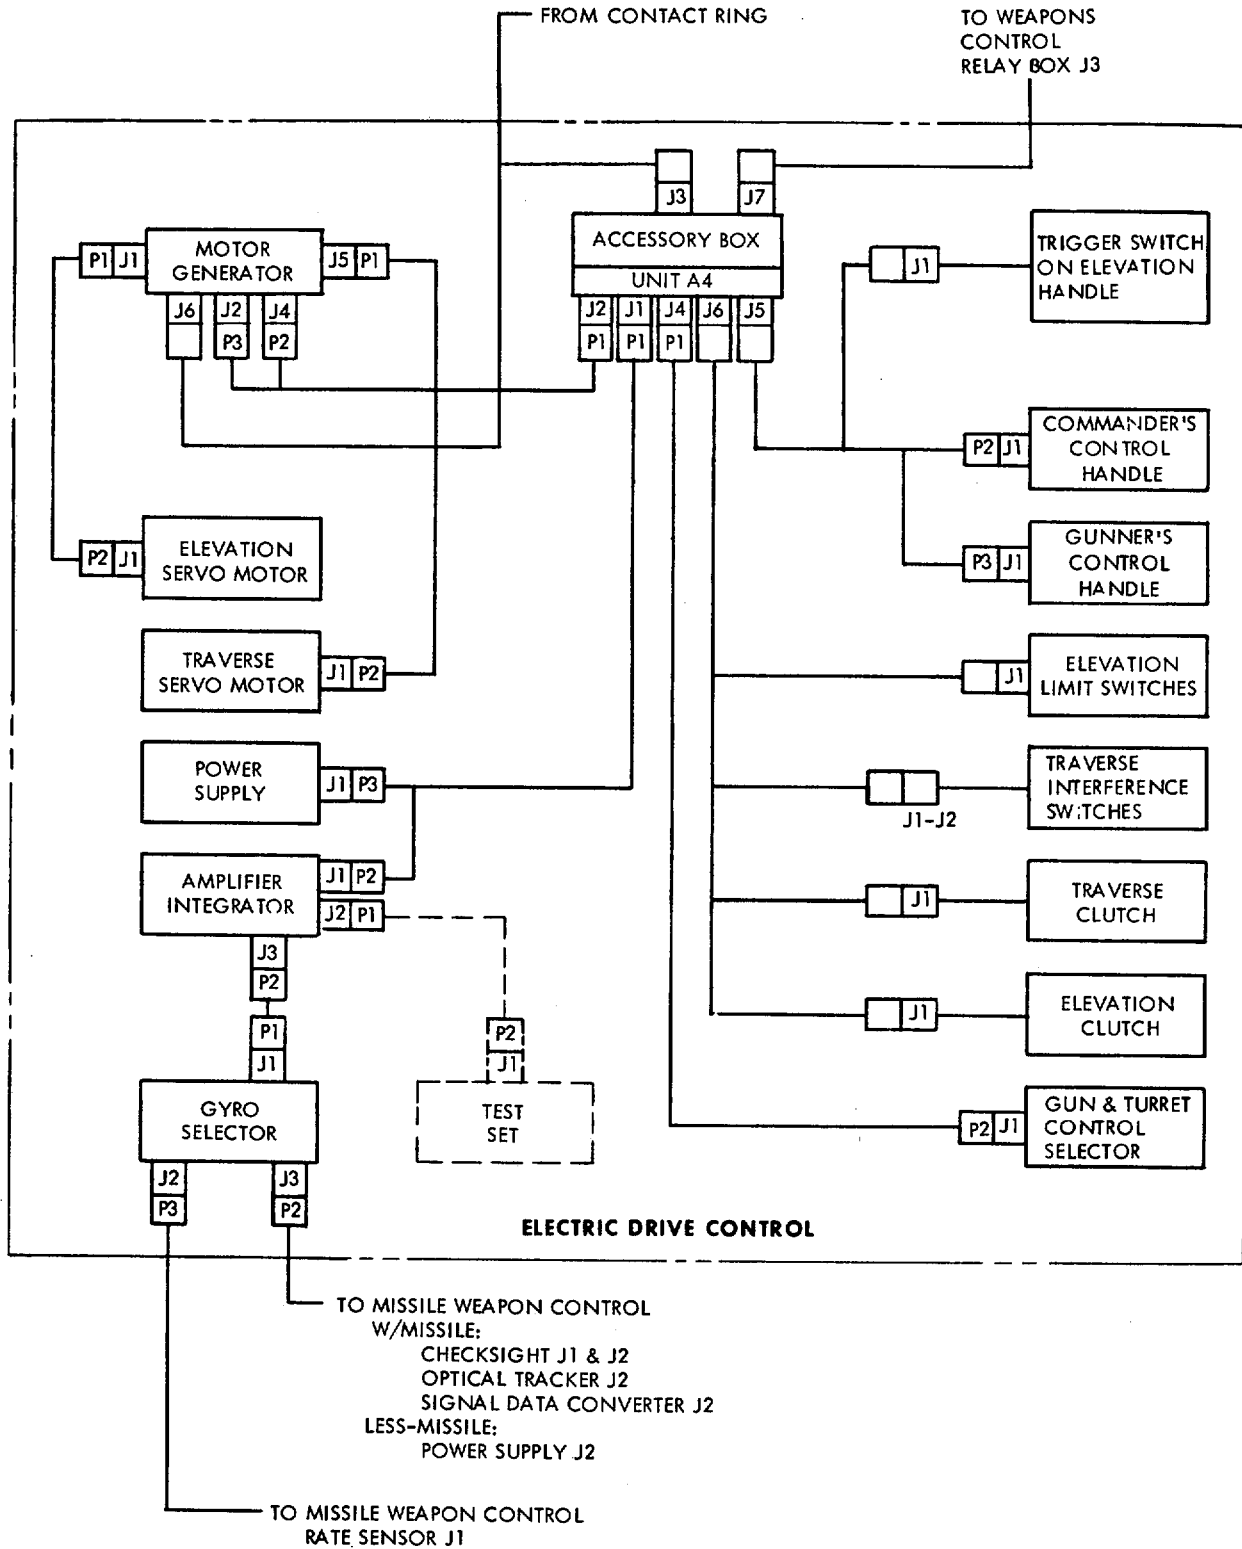 FROM CONTACT RING
TO WEAPONS
CONTROL
RELAY BOX J3
J3
J7
ACCESSORY BOX
UNIT A4
J2 J1 J4 J6 J5
P1 P1 P1
P1 J1
MOTOR
GENERATOR
J5 P1
J6 J2 J4
P3 P2
J1
TRIGGER SWITCH
ON ELEVATION
HANDLE
P2 J1
COMMANDER'S
CONTROL
HANDLE
P3 J1
GUNNER'S
CONTROL
HANDLE
P2 J1
ELEVATION
SERVO MOTOR
TRAVERSE
SERVO MOTOR
J1 P2
J1
ELEVATION
LIMIT SWITCHES
POWER
SUPPLY
J1 P3
J1-J2
TRAVERSE
INTERFERENCE
SWITCHES
AMPLIFIER
INTEGRATOR
J1 P2
J2 P1
J3
P2
J1
TRAVERSE
CLUTCH
J1
ELEVATION
CLUTCH
P1
J1
GYRO
SELECTOR
J2
P3
J3
P2
P2
J1
TEST
SET
P2 J1
GUN & TURRET
CONTROL
SELECTOR
ELECTRIC DRIVE CONTROL
TO MISSILE WEAPON CONTROL
W/MISSILE:
CHECKSIGHT J1 & J2
OPTICAL TRACKER J2
SIGNAL DATA CONVERTER J2
LESS-MISSILE:
POWER SUPPLY J2
TO MISSILE WEAPON CONTROL
RATE SENSOR J1